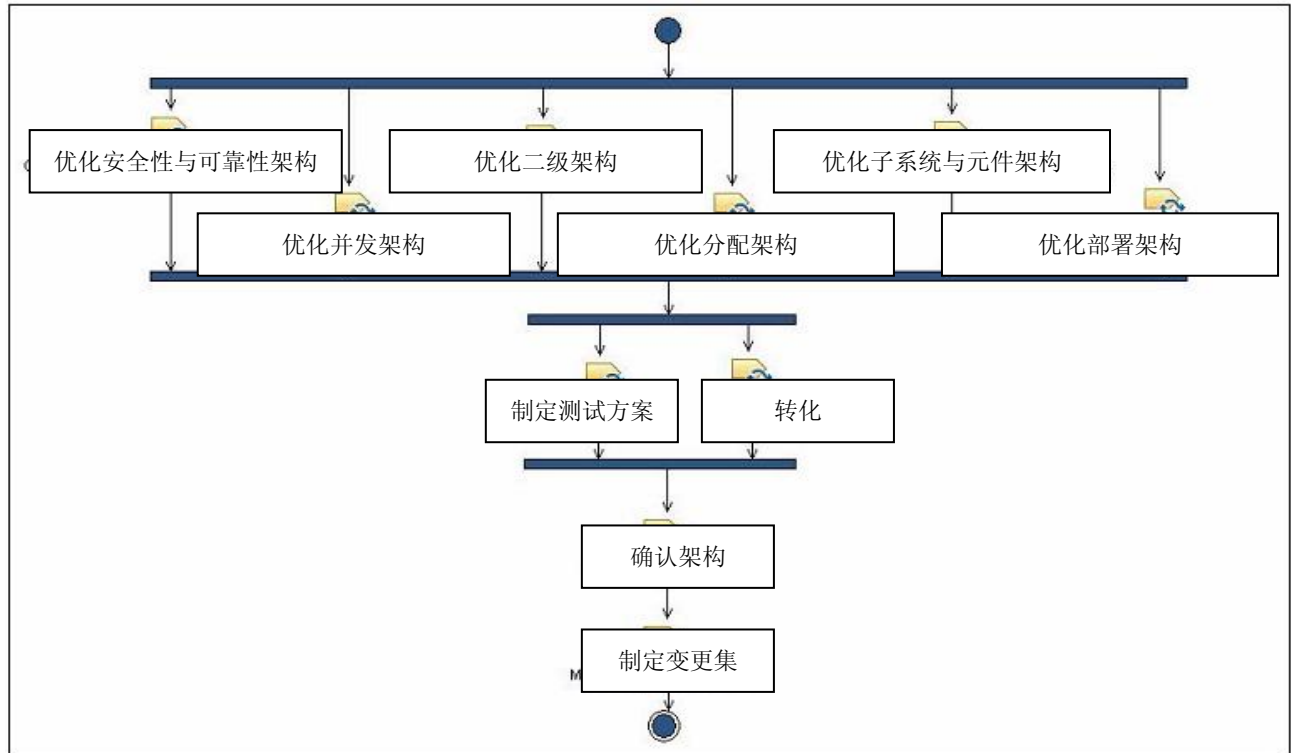 优化安全性与可靠性架构
优化二级架构
优化子系统与元件架构
优化并发架构
优化分配架构
优化部署架构
制定测试方案
转化
确认架构
制定变更集
M